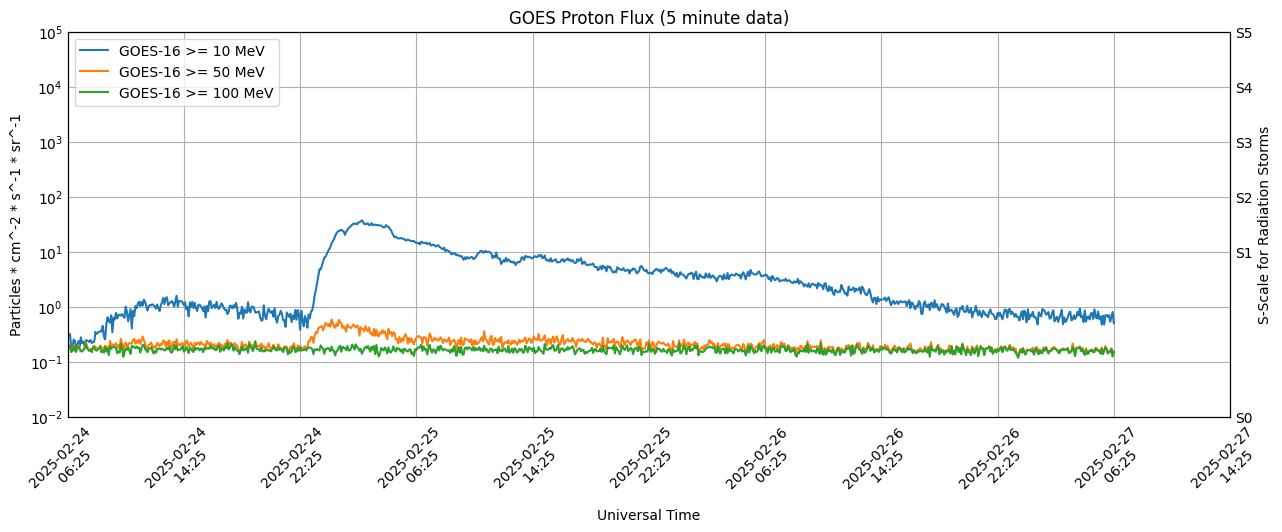 GOES Proton Flux (5 minute data)
GOES-16 >= 10 MeV
GOES-16 >= 50 MeV
GOES-16 >= 100 MeV
Particles * cm^-2 * s^-1 * sr^-1
10^5
10^4
10^3
10^2
10^1
10^0
10^-1
10^-2
S5
S4
S3
S2
S1
S0
S-Scale for Radiation Storms
2025-02-24
06:25
2025-02-24
14:25
2025-02-24
22:25
2025-02-25
06:25
2025-02-25
14:25
2025-02-25
22:25
2025-02-26
06:25
2025-02-26
14:25
2025-02-26
22:25
2025-02-27
06:25
2025-02-27
14:25
Universal Time